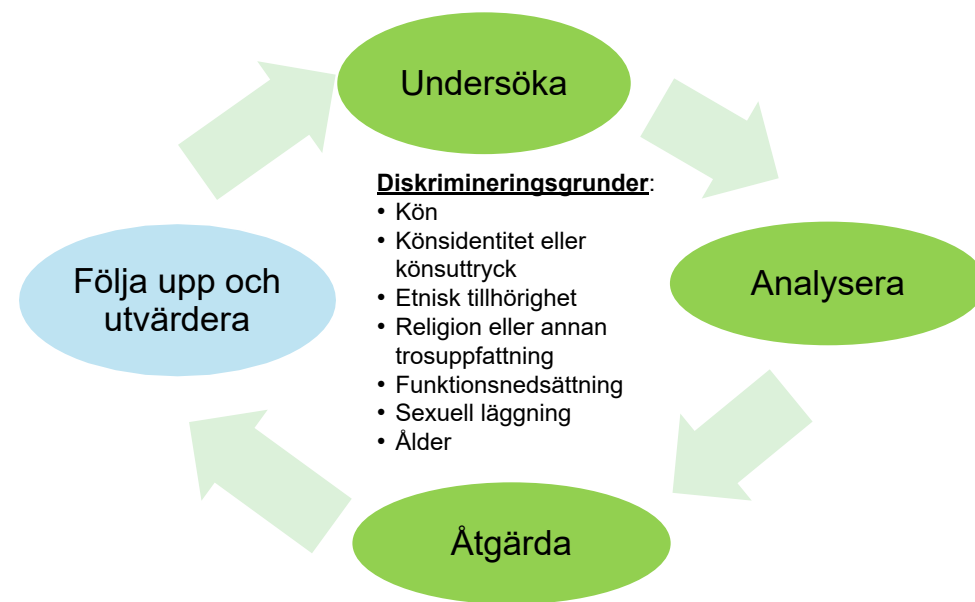 Undersöka
Diskrimineringsgrunder:
• Kön
• Könsidentitet eller
könsuttryck
• Etnisk tillhörighet
• Religion eller annan
trosuppfattning
• Funktionsnedsättning
• Sexuell läggning
• Ålder
Analysera
Åtgärda
Följa upp och
utvärdera